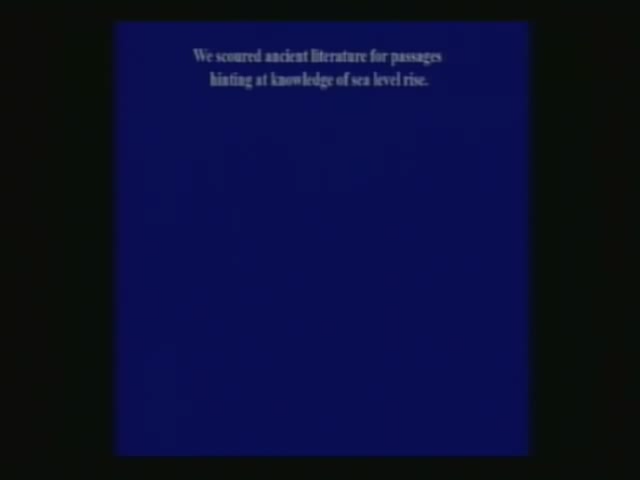 We scoured ancient literature for passages
hinting at knowledge of sea level rise.